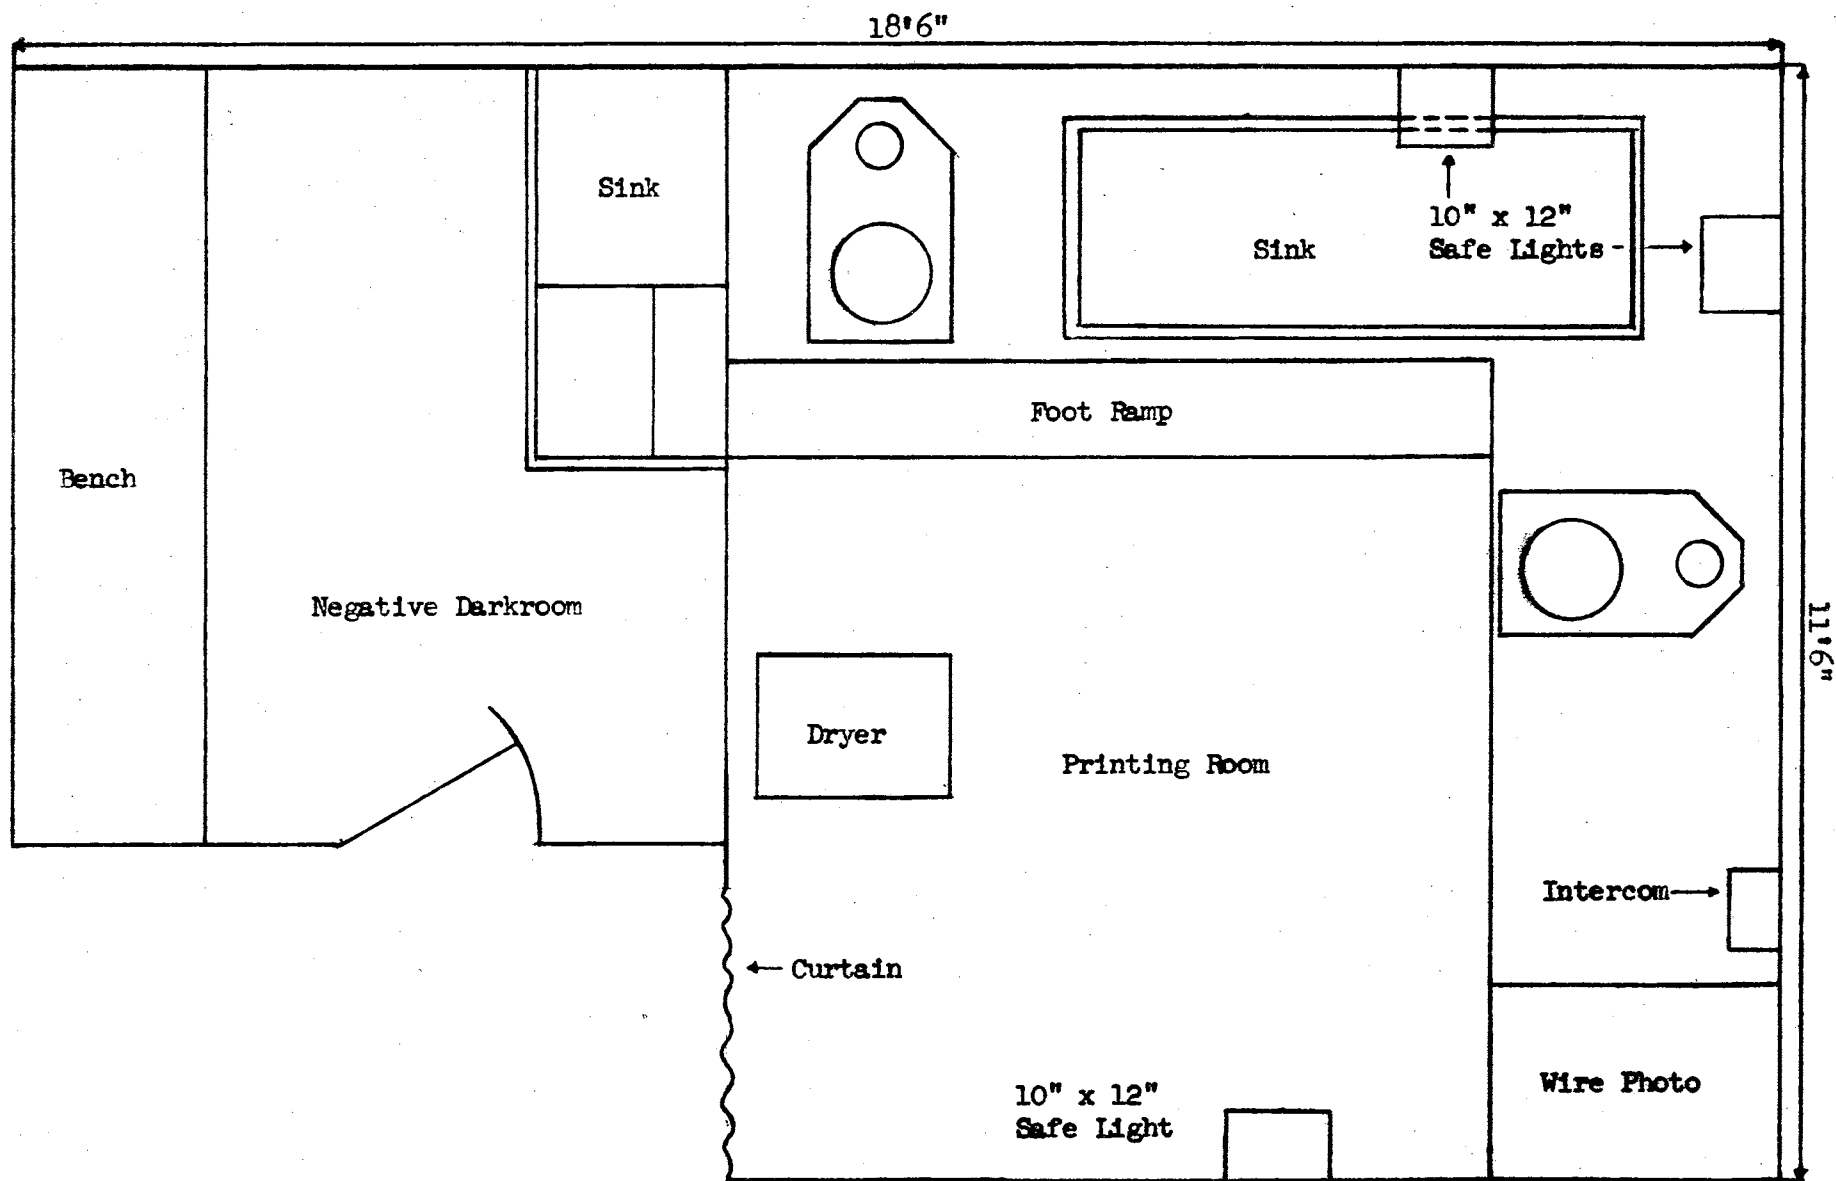 18'6"
Sink
10" x 12"
Safe Lights
Sink
Foot Ramp
Bench
Negative Darkroom
11'6"
Dryer
Printing Room
Intercom
Curtain
Wire Photo
10" x 12"
Safe Light